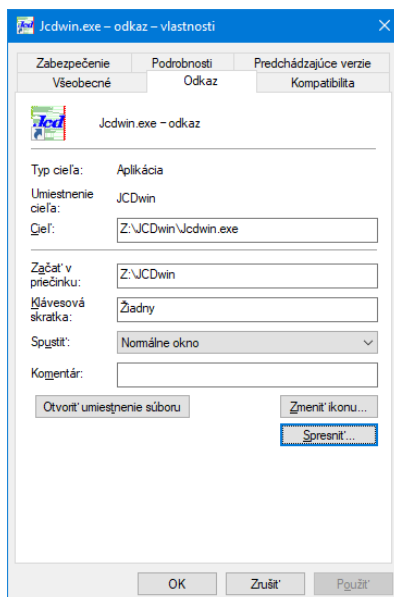 Jcdwin.exe – odkaz – vlastnosti
Zabezpečenie Podrobnosti Predchádzajúce verzie
Všeobecné Odkaz Kompatibilita
Jcd
Jcdwin.exe – odkaz
Typ cieľa: Aplikácia
Umiestnenie cieľa: JCDwin
Cieľ: Z:\JCDwin\Jcdwin.exe
Začať v priečinku: Z:\JCDwin
Klávesová skratka: Žiadny
Spustiť: Normálne okno
Komentár:
Otvoriť umiestnenie súboru Zmeniť ikonu...
Spresniť...
OK Zrušiť Použiť